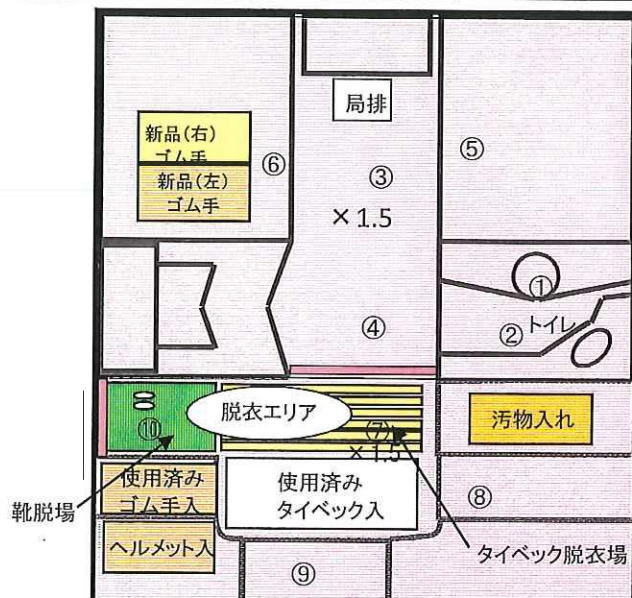 局排
新品(右)
ゴム手
新品(左)
ゴム手
⑥
③
⑤
×1.5
①
④
②
トイレ
脱衣エリア
⑩
⑦
×1.5
汚物入れ
使用済み
ゴム手入
使用済み
タイベック入
⑧
靴脱場
ヘルメット入
タイベック脱衣場
⑨